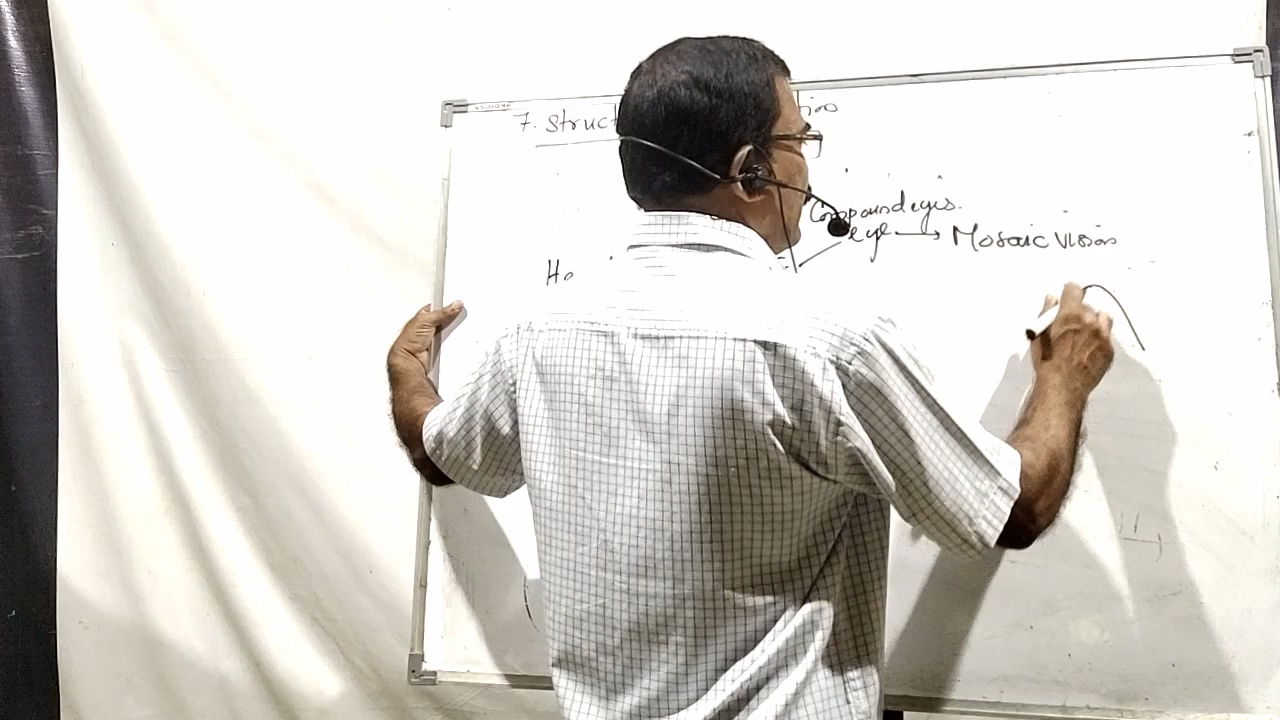 7. Struct
Compound eyes.
eye → Mosaic vision
Ho